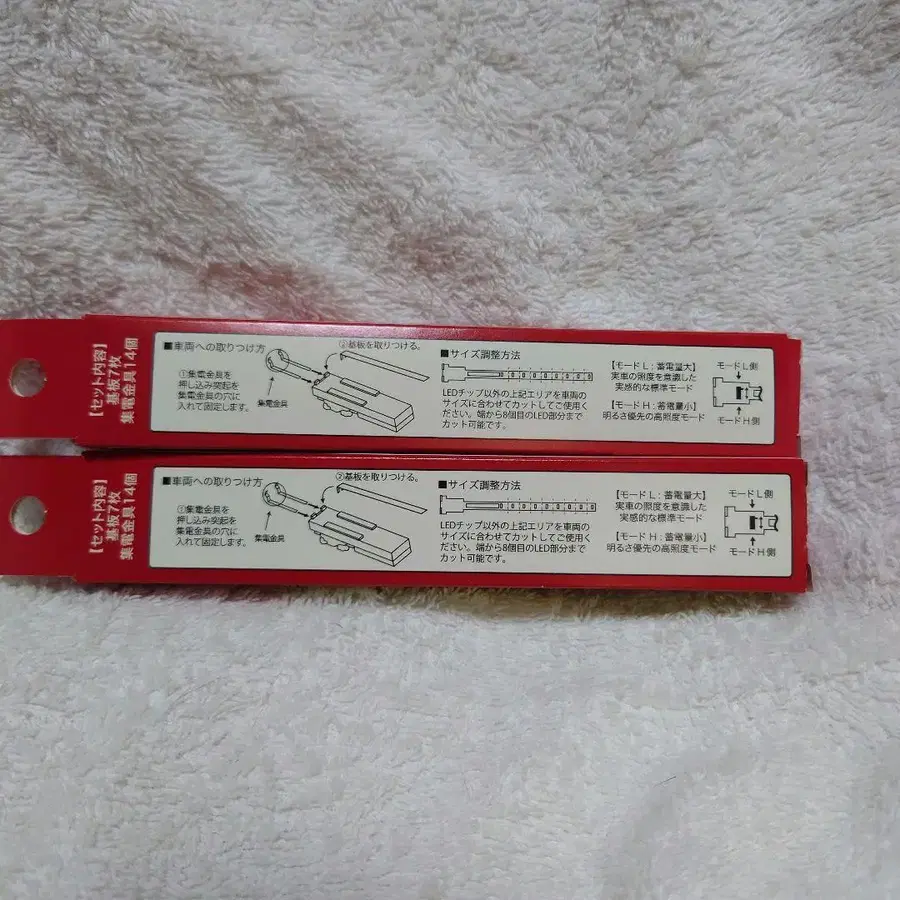 【セット内容】
基板7枚
集電金具14個
■車両への取りつけ方
①集電金具を
押し込み突起を
集電金具の穴に
入れて固定します。
集電金具
②基板を取りつける。
■サイズ調整方法
LEDチップ以外の上記エリアを車両の
サイズに合わせてカットしてご使用く
ださい。端から8個目のLED部分まで
カット可能です。
【モードL:蓄電量大】
実車の照度を意識した
実感的な標準モード
【モードH:蓄電量小】
明るさ優先の高照度モード
モードL側
モードH側
【セット内容】
基板7枚
集電金具14個
■車両への取りつけ方
①集電金具を
押し込み突起を
集電金具の穴に
入れて固定します。
集電金具
②基板を取りつける。
■サイズ調整方法
LEDチップ以外の上記エリアを車両の
サイズに合わせてカットしてご使用く
ださい。端から8個目のLED部分まで
カット可能です。
【モードL:蓄電量大】
実車の照度を意識した
実感的な標準モード
【モードH:蓄電量小】
明るさ優先の高照度モード
モードL側
モードH側